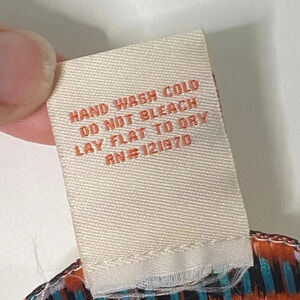 HAND WASH COLD
DO NOT BLEACH
LAY FLAT TO DRY
RN#121970